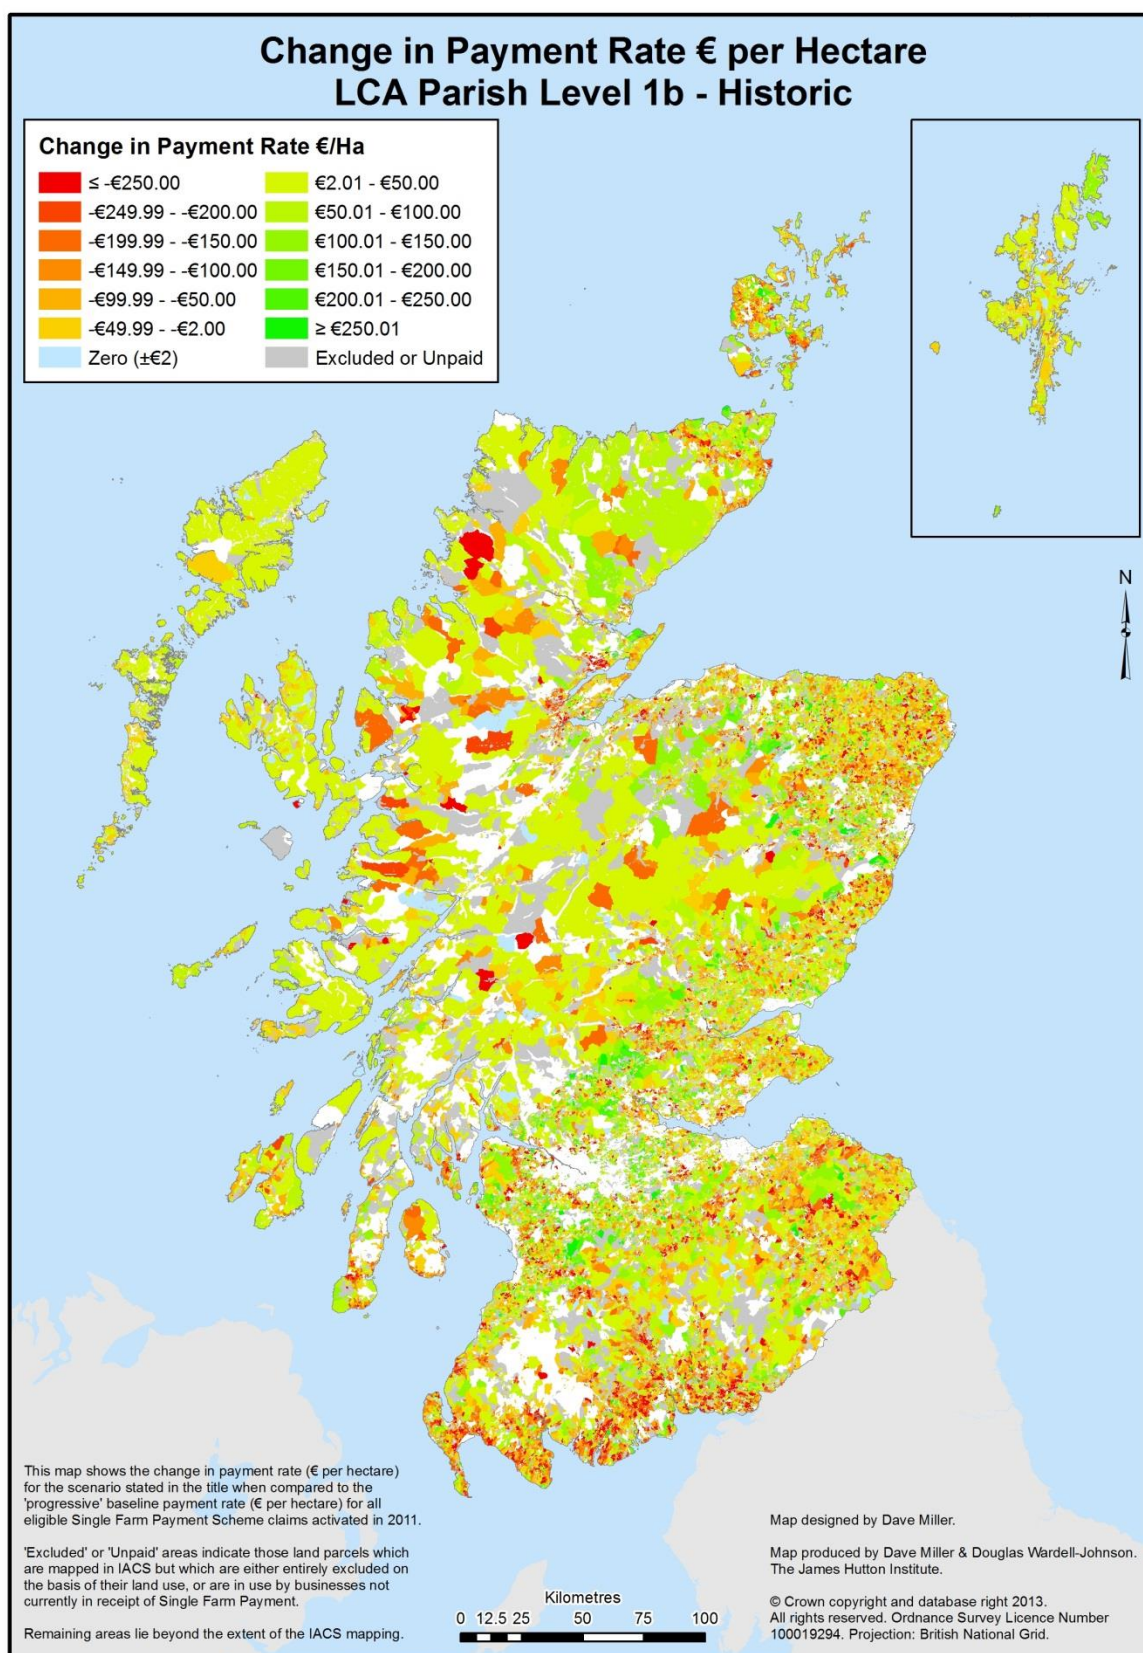 Change in Payment Rate € per Hectare
LCA Parish Level 1b - Historic
Change in Payment Rate €/Ha
≤ -€250.00
-€249.99 - -€200.00
-€199.99 - -€150.00
-€149.99 - -€100.00
-€99.99 - -€50.00
-€49.99 - -€2.00
Zero (±€2)
€2.01 - €50.00
€50.01 - €100.00
€100.01 - €150.00
€150.01 - €200.00
€200.01 - €250.00
≥ €250.01
Excluded or Unpaid
N
This map shows the change in payment rate (€ per hectare)
for the scenario stated in the title when compared to the
'progressive' baseline payment rate (€ per hectare) for all
eligible Single Farm Payment Scheme claims activated in 2011.
'Excluded' or 'Unpaid' areas indicate those land parcels which
are mapped in IACS but which are either entirely excluded on
the basis of their land use, or are in use by businesses not
currently in receipt of Single Farm Payment.
Remaining areas lie beyond the extent of the IACS mapping.
Kilometres
0 12.5 25 50 75 100
Map designed by Dave Miller.
Map produced by Dave Miller & Douglas Wardell-Johnson.
The James Hutton Institute.
© Crown copyright and database right 2013.
All rights reserved. Ordnance Survey Licence Number
100019294. Projection: British National Grid.